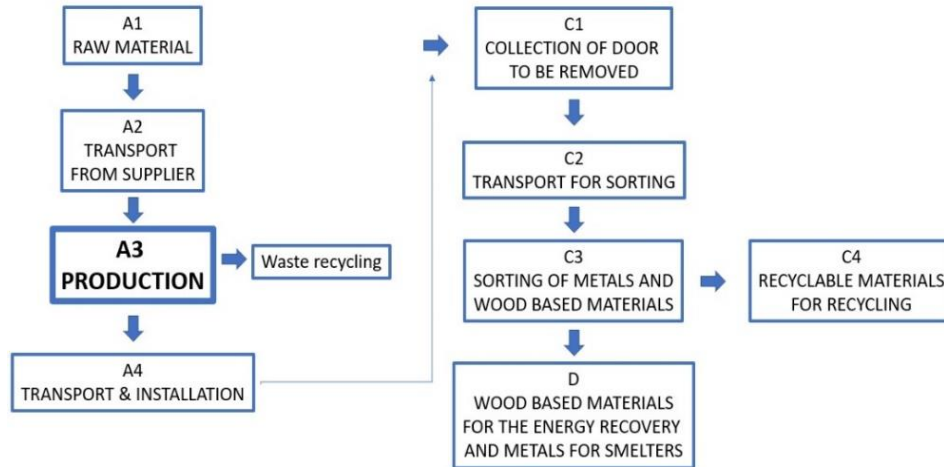 A1
RAW MATERIAL
A2
TRANSPORT
FROM SUPPLIER
A3
PRODUCTION
Waste recycling
A4
TRANSPORT & INSTALLATION
C1
COLLECTION OF DOOR
TO BE REMOVED
C2
TRANSPORT FOR SORTING
C3
SORTING OF METALS AND
WOOD BASED MATERIALS
C4
RECYCLABLE MATERIALS
FOR RECYCLING
D
WOOD BASED MATERIALS
FOR THE ENERGY RECOVERY
AND METALS FOR SMELTERS